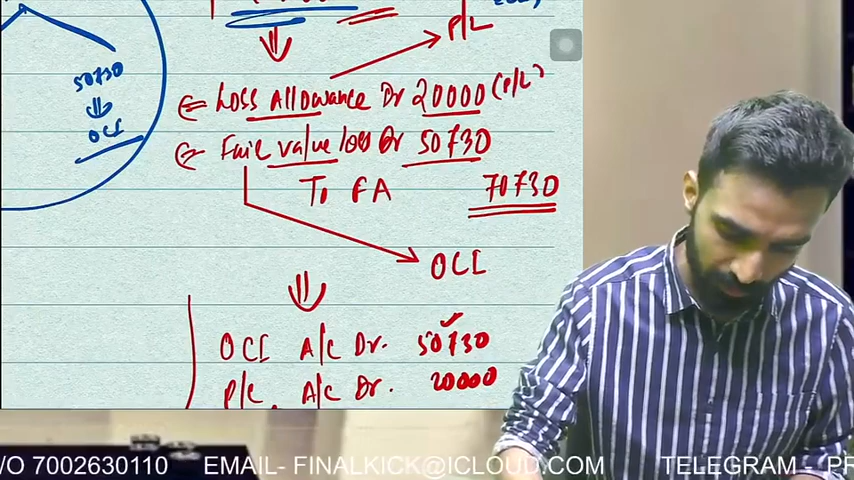 P/L
50730
⇓
OCI
⇐ Loss Allowance Dr 20000 (P/L)
⇐ Fair value loss Dr 50730
To FA 70730
OCI
OCI A/C Dr. 50730
P/L A/C Dr. 20000
/O 7002630110 EMAIL- FINALKICK@ICLOUD.COM TELEGRAM - PR